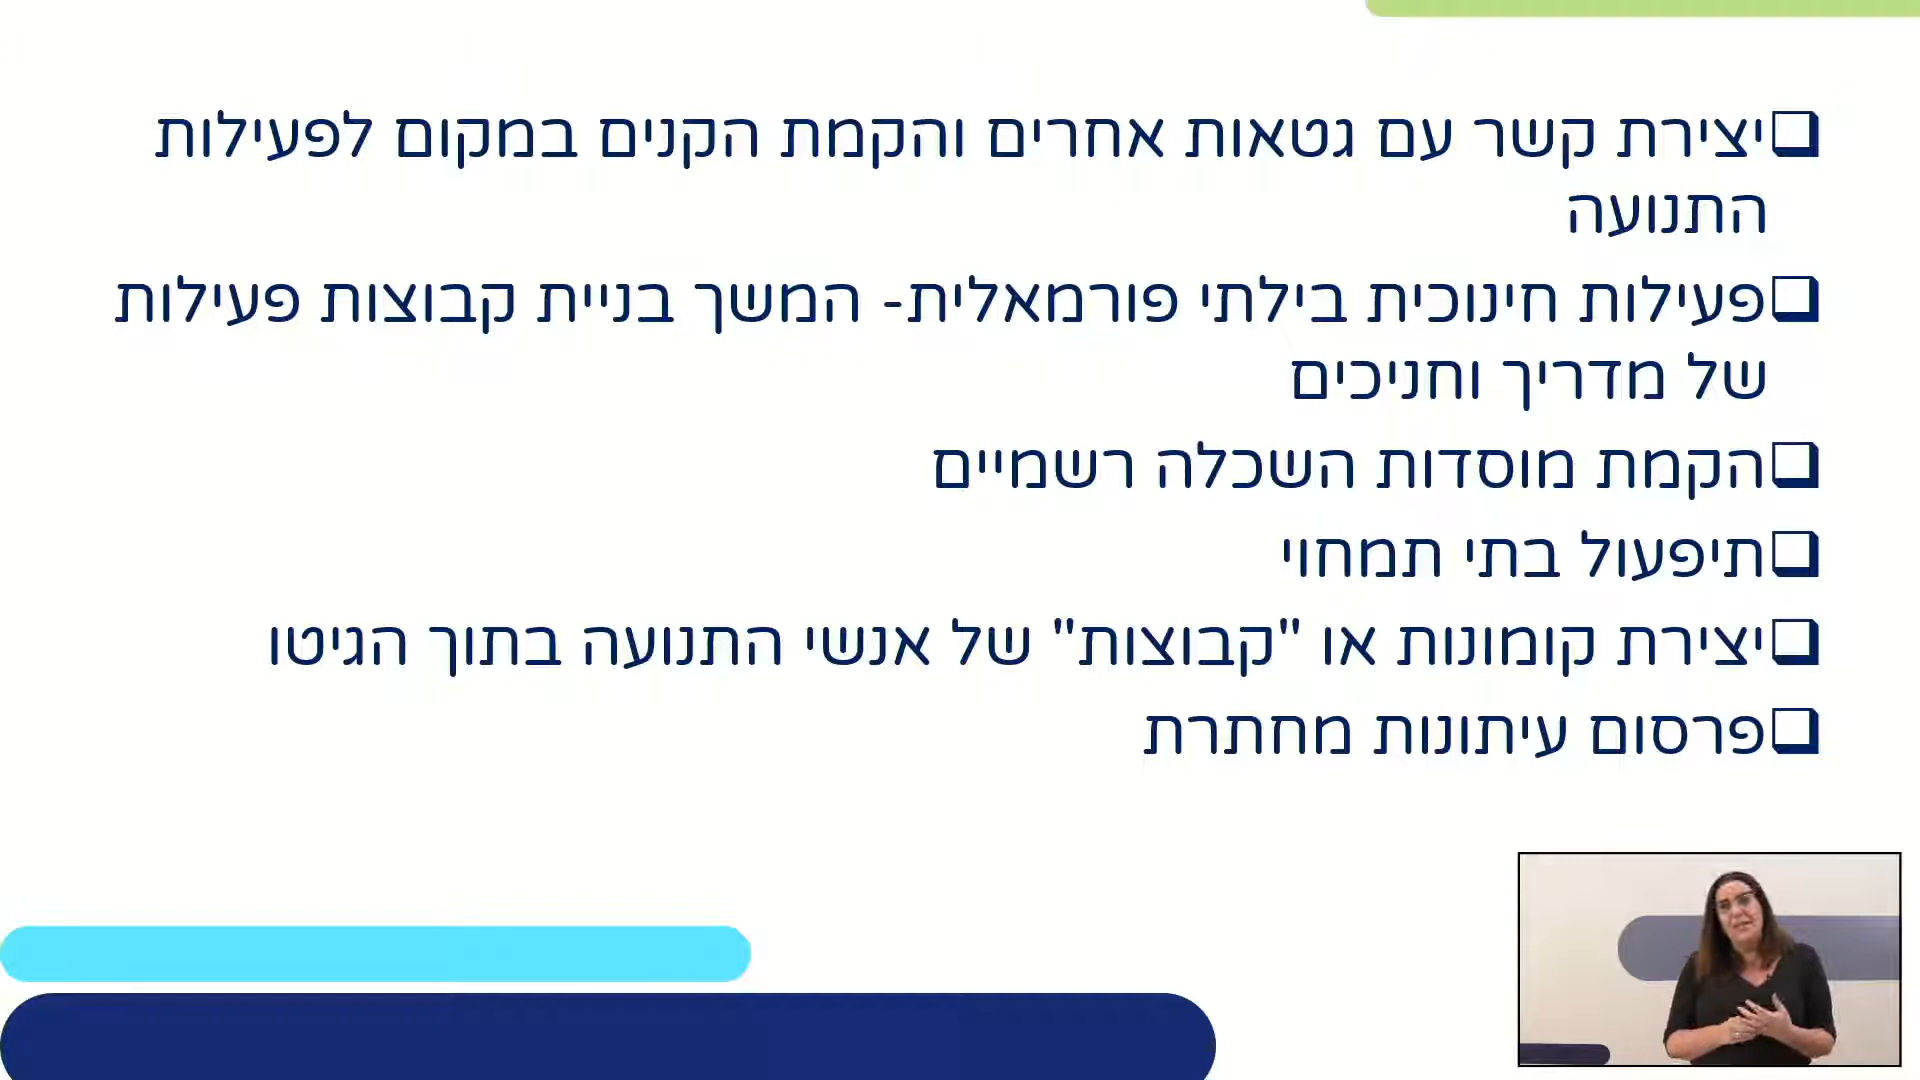 ❑יצירת קשר עם גטאות אחרים והקמת הקנים במקום לפעילות
התנועה
❑פעילות חינוכית בילתי פורמאלית- המשך בניית קבוצות פעילות
של מדריך וחניכים
❑הקמת מוסדות השכלה רשמיים
❑תיפעול בתי תמחוי
❑יצירת קומונות או "קבוצות" של אנשי התנועה בתוך הגיטו
❑פרסום עיתונות מחתרת